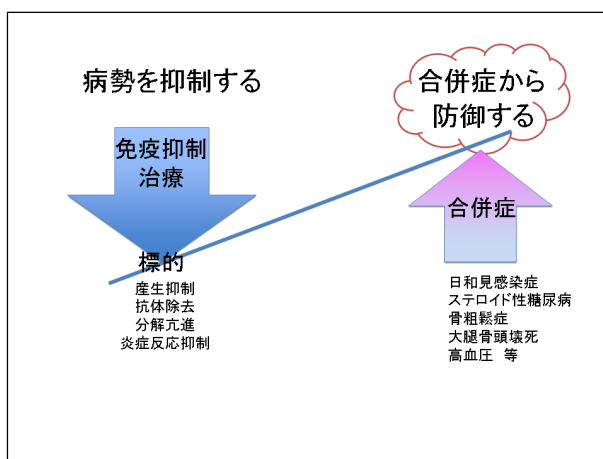 病勢を抑制する
免疫抑制
治療
標的
産生抑制
抗体除去
分解亢進
炎症反応抑制
合併症から
防御する
合併症
日和見感染症
ステロイド性糖尿病
骨粗鬆症
大腿骨頭壊死
高血圧　等